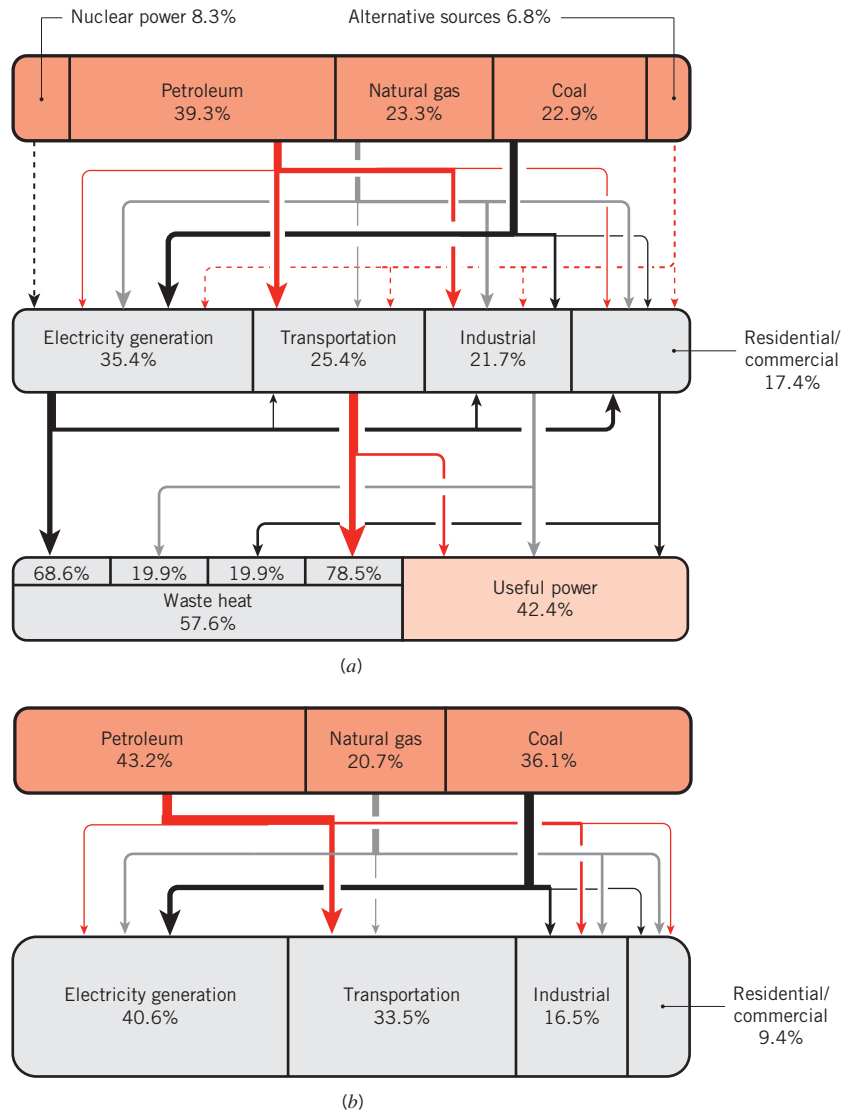 Nuclear power 8.3%
Alternative sources 6.8%
Petroleum
39.3%
Natural gas
23.3%
Coal
22.9%
Electricity generation
35.4%
Transportation
25.4%
Industrial
21.7%
Residential/
commercial
17.4%
68.6%
19.9%
19.9%
78.5%
Waste heat
57.6%
Useful power
42.4%
(a)
Petroleum
43.2%
Natural gas
20.7%
Coal
36.1%
Electricity generation
40.6%
Transportation
33.5%
Industrial
16.5%
Residential/
commercial
9.4%
(b)